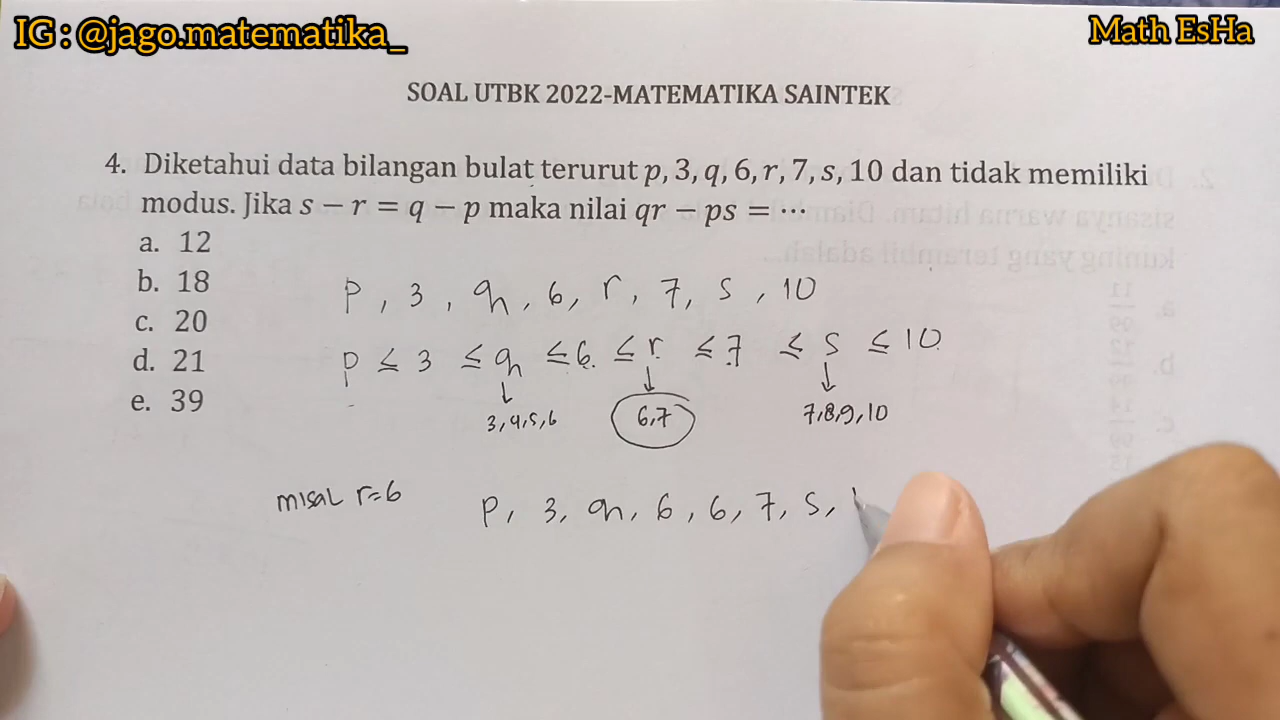 IG : @jago.matematika_
Math EsHa
SOAL UTBK 2022-MATEMATIKA SAINTEK
4. Diketahui data bilangan bulat terurut p, 3, q, 6, r, 7, s, 10 dan tidak memiliki
modus. Jika s − r = q − p maka nilai qr − ps = ⋯
a. 12
b. 18
c. 20
d. 21
e. 39
p , 3 , q , 6 , r , 7 , s , 10
p ≤ 3 ≤ q ≤ 6 ≤ r ≤ 7 ≤ s ≤ 10
3,4,5,6
6,7
7,8,9,10
misal r=6
p, 3, q, 6, 6, 7, s,